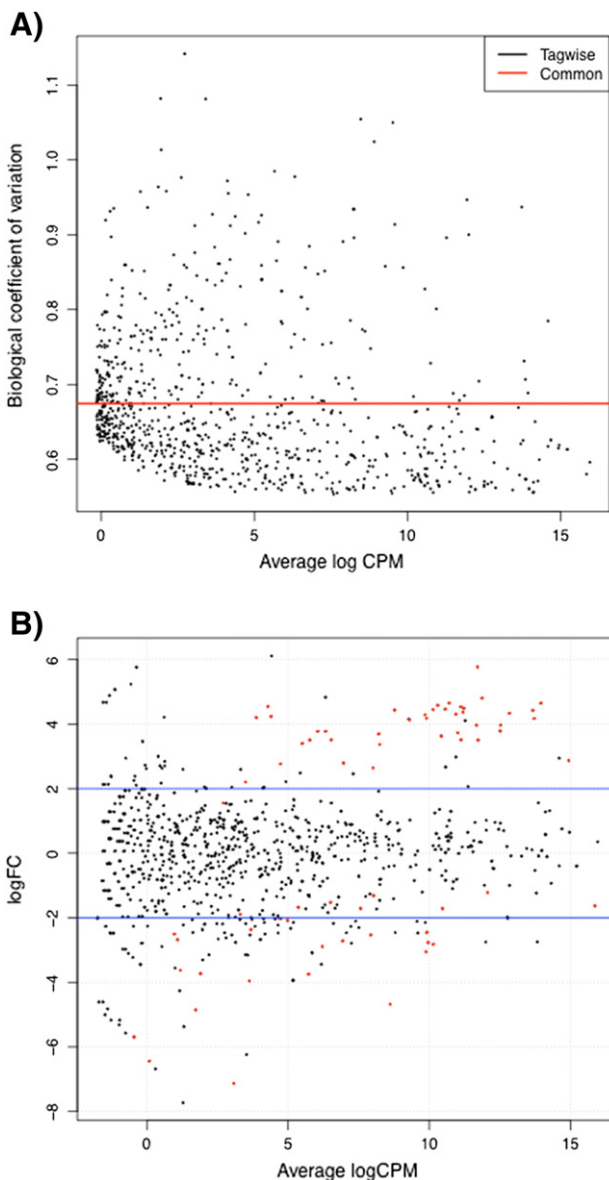 A)
Tagwise
Common
1.1
1.0
0.9
0.8
0.7
0.6
Biological coefficient of variation
0 5 10 15
Average log CPM
B)
6
4
2
0
-2
-4
-6
-8
logFC
0 5 10 15
Average logCPM